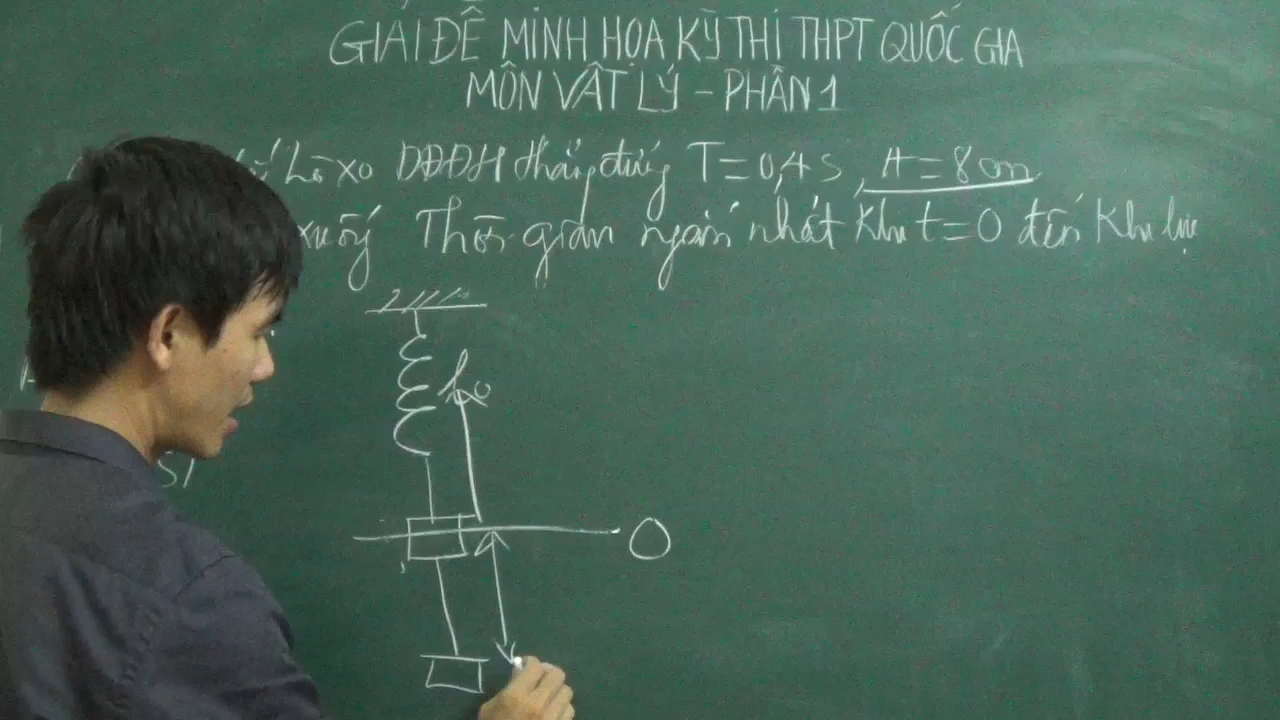 GIẢI ĐỀ MINH HỌA KỲ THI THPT QUỐC GIA
MÔN VẬT LÝ - PHẦN 1
lò xo DĐĐH thẳng đứng T = 0,4 s, A = 8 cm
xuống Thời gian ngắn nhất khi t = 0 đến khi lực
O